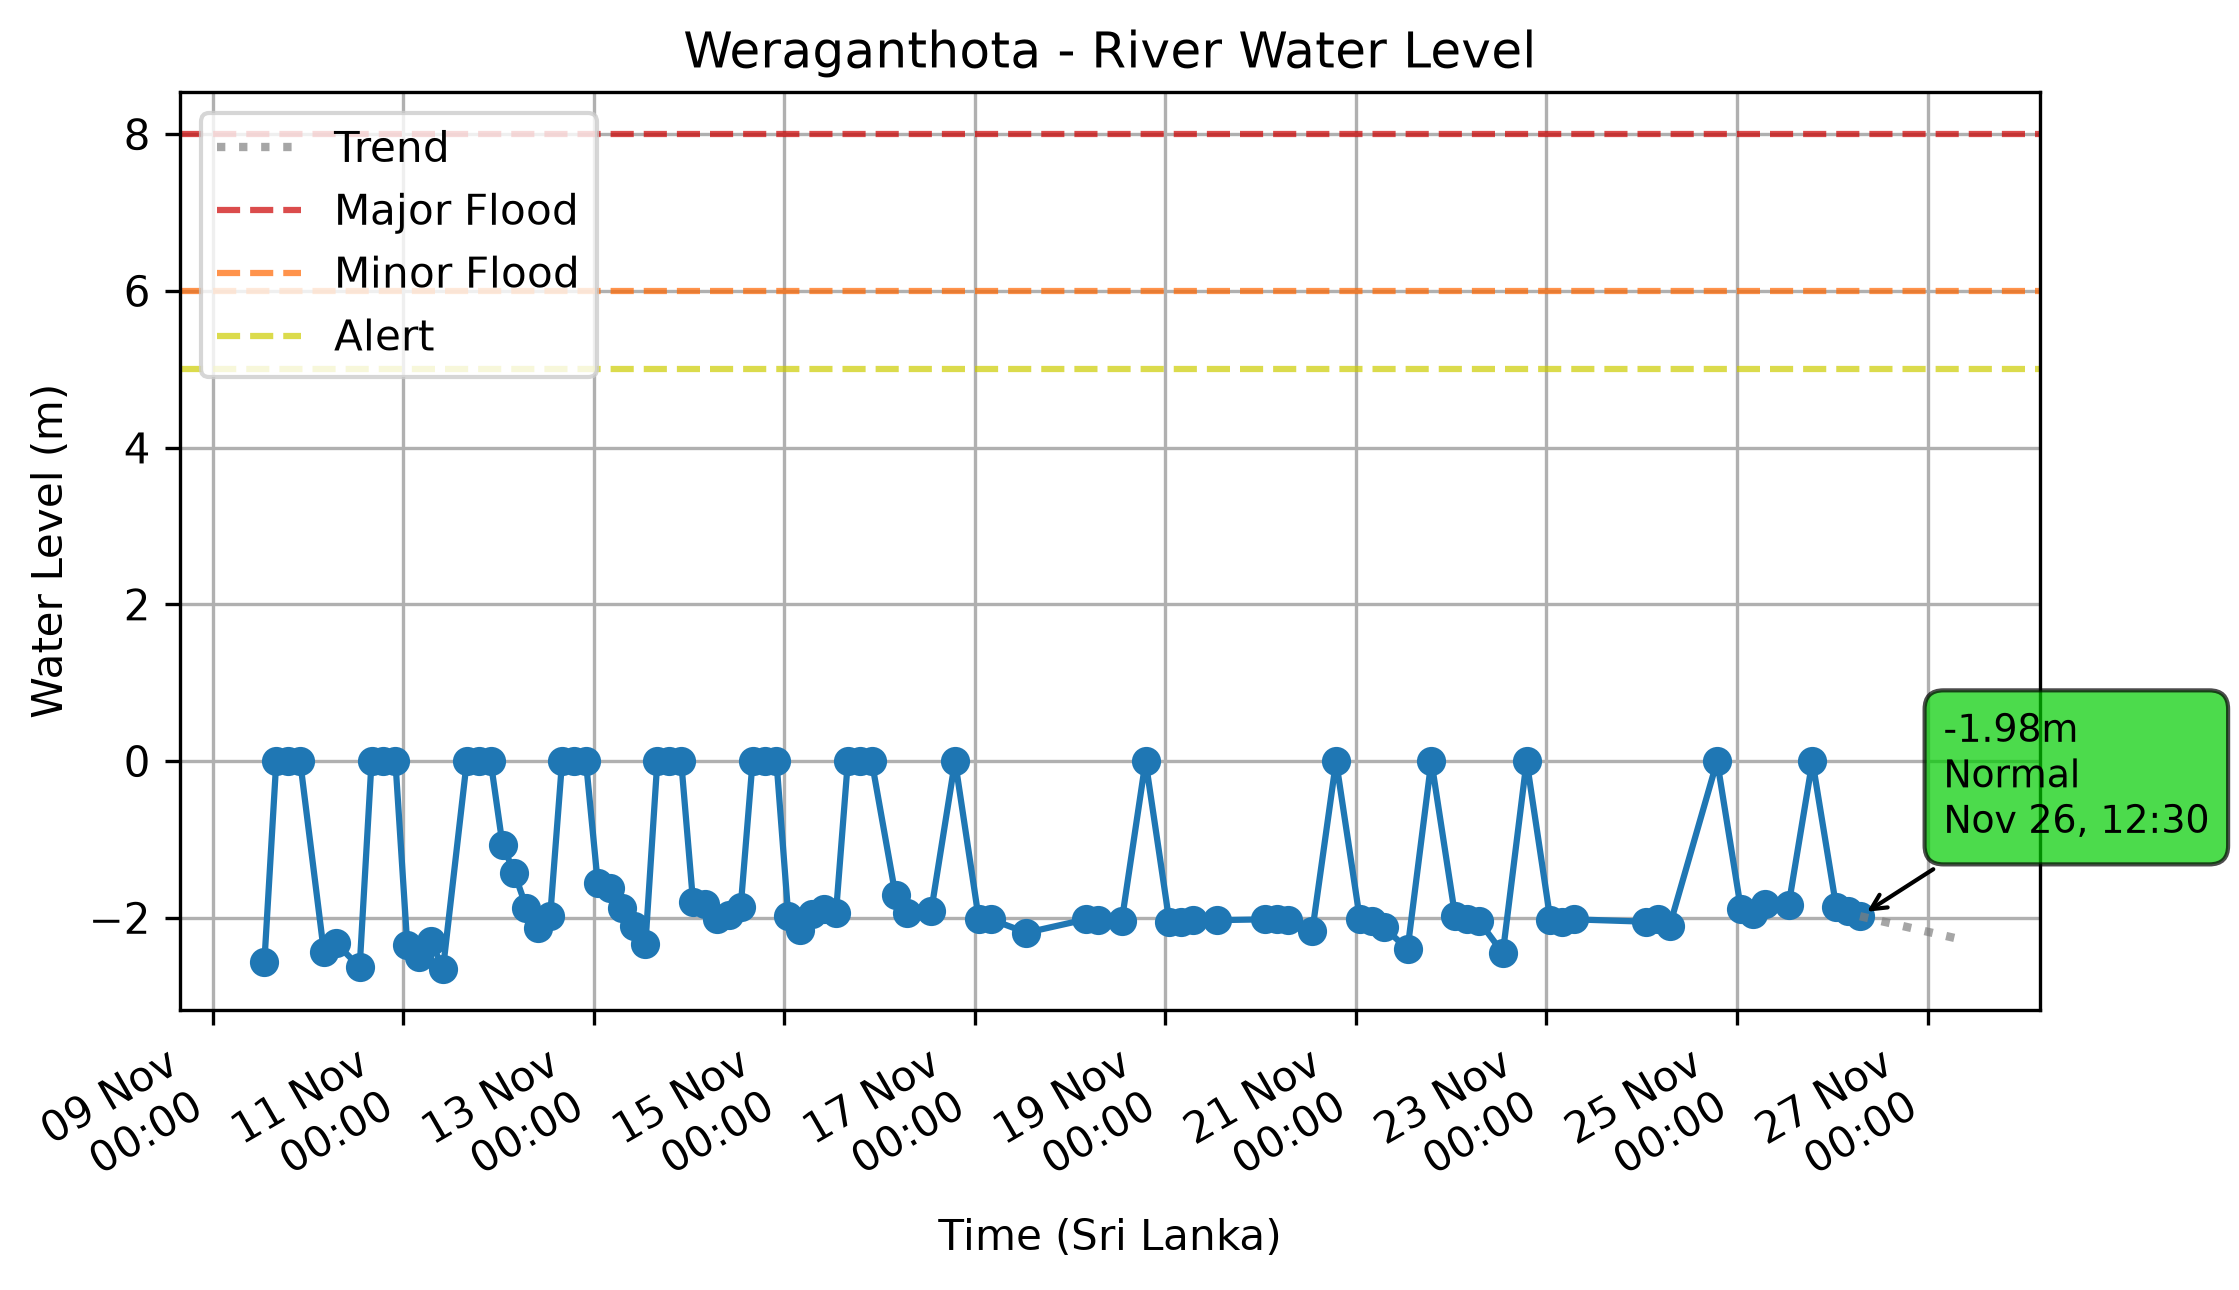 Weraganthota - River Water Level
Trend
Major Flood
Minor Flood
Alert
8
6
4
2
0
−2
Water Level (m)
-1.98m
Normal
Nov 26, 12:30
09 Nov
00:00
11 Nov
00:00
13 Nov
00:00
15 Nov
00:00
17 Nov
00:00
19 Nov
00:00
21 Nov
00:00
23 Nov
00:00
25 Nov
00:00
27 Nov
00:00
Time (Sri Lanka)